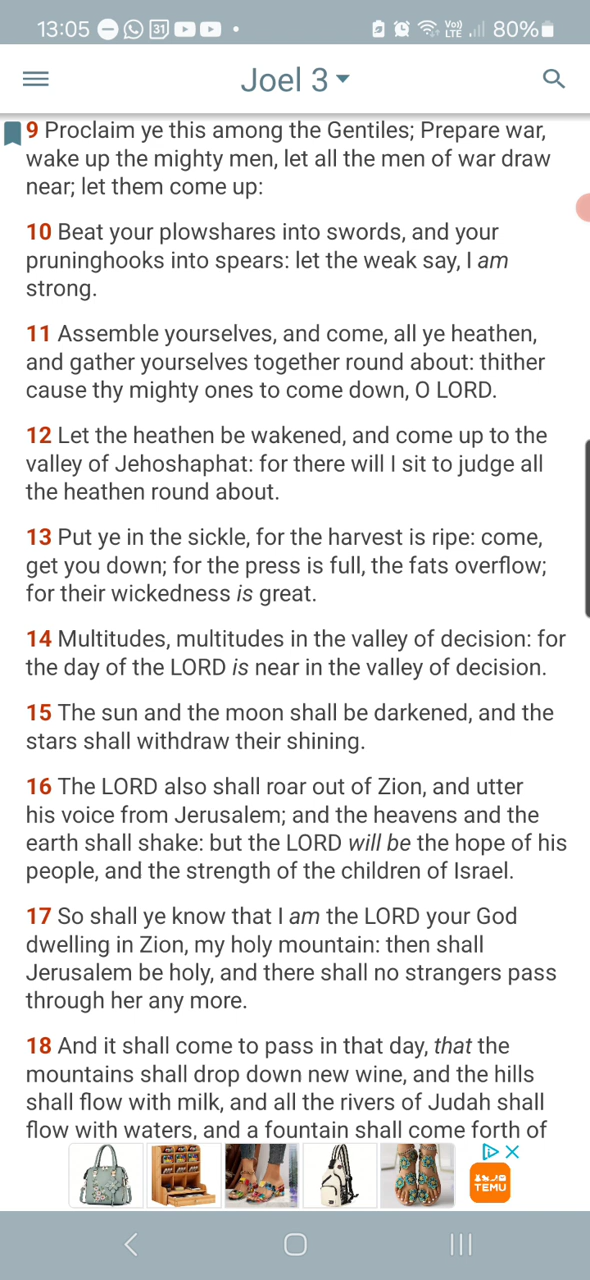 13:05
31
Vo))
LTE
80%
Joel 3
9 Proclaim ye this among the Gentiles; Prepare war,
wake up the mighty men, let all the men of war draw
near; let them come up:
10 Beat your plowshares into swords, and your
pruninghooks into spears: let the weak say, I am
strong.
11 Assemble yourselves, and come, all ye heathen,
and gather yourselves together round about: thither
cause thy mighty ones to come down, O LORD.
12 Let the heathen be wakened, and come up to the
valley of Jehoshaphat: for there will I sit to judge all
the heathen round about.
13 Put ye in the sickle, for the harvest is ripe: come,
get you down; for the press is full, the fats overflow;
for their wickedness is great.
14 Multitudes, multitudes in the valley of decision: for
the day of the LORD is near in the valley of decision.
15 The sun and the moon shall be darkened, and the
stars shall withdraw their shining.
16 The LORD also shall roar out of Zion, and utter
his voice from Jerusalem; and the heavens and the
earth shall shake: but the LORD will be the hope of his
people, and the strength of the children of Israel.
17 So shall ye know that I am the LORD your God
dwelling in Zion, my holy mountain: then shall
Jerusalem be holy, and there shall no strangers pass
through her any more.
18 And it shall come to pass in that day, that the
mountains shall drop down new wine, and the hills
shall flow with milk, and all the rivers of Judah shall
flow with waters, and a fountain shall come forth of
TEMU